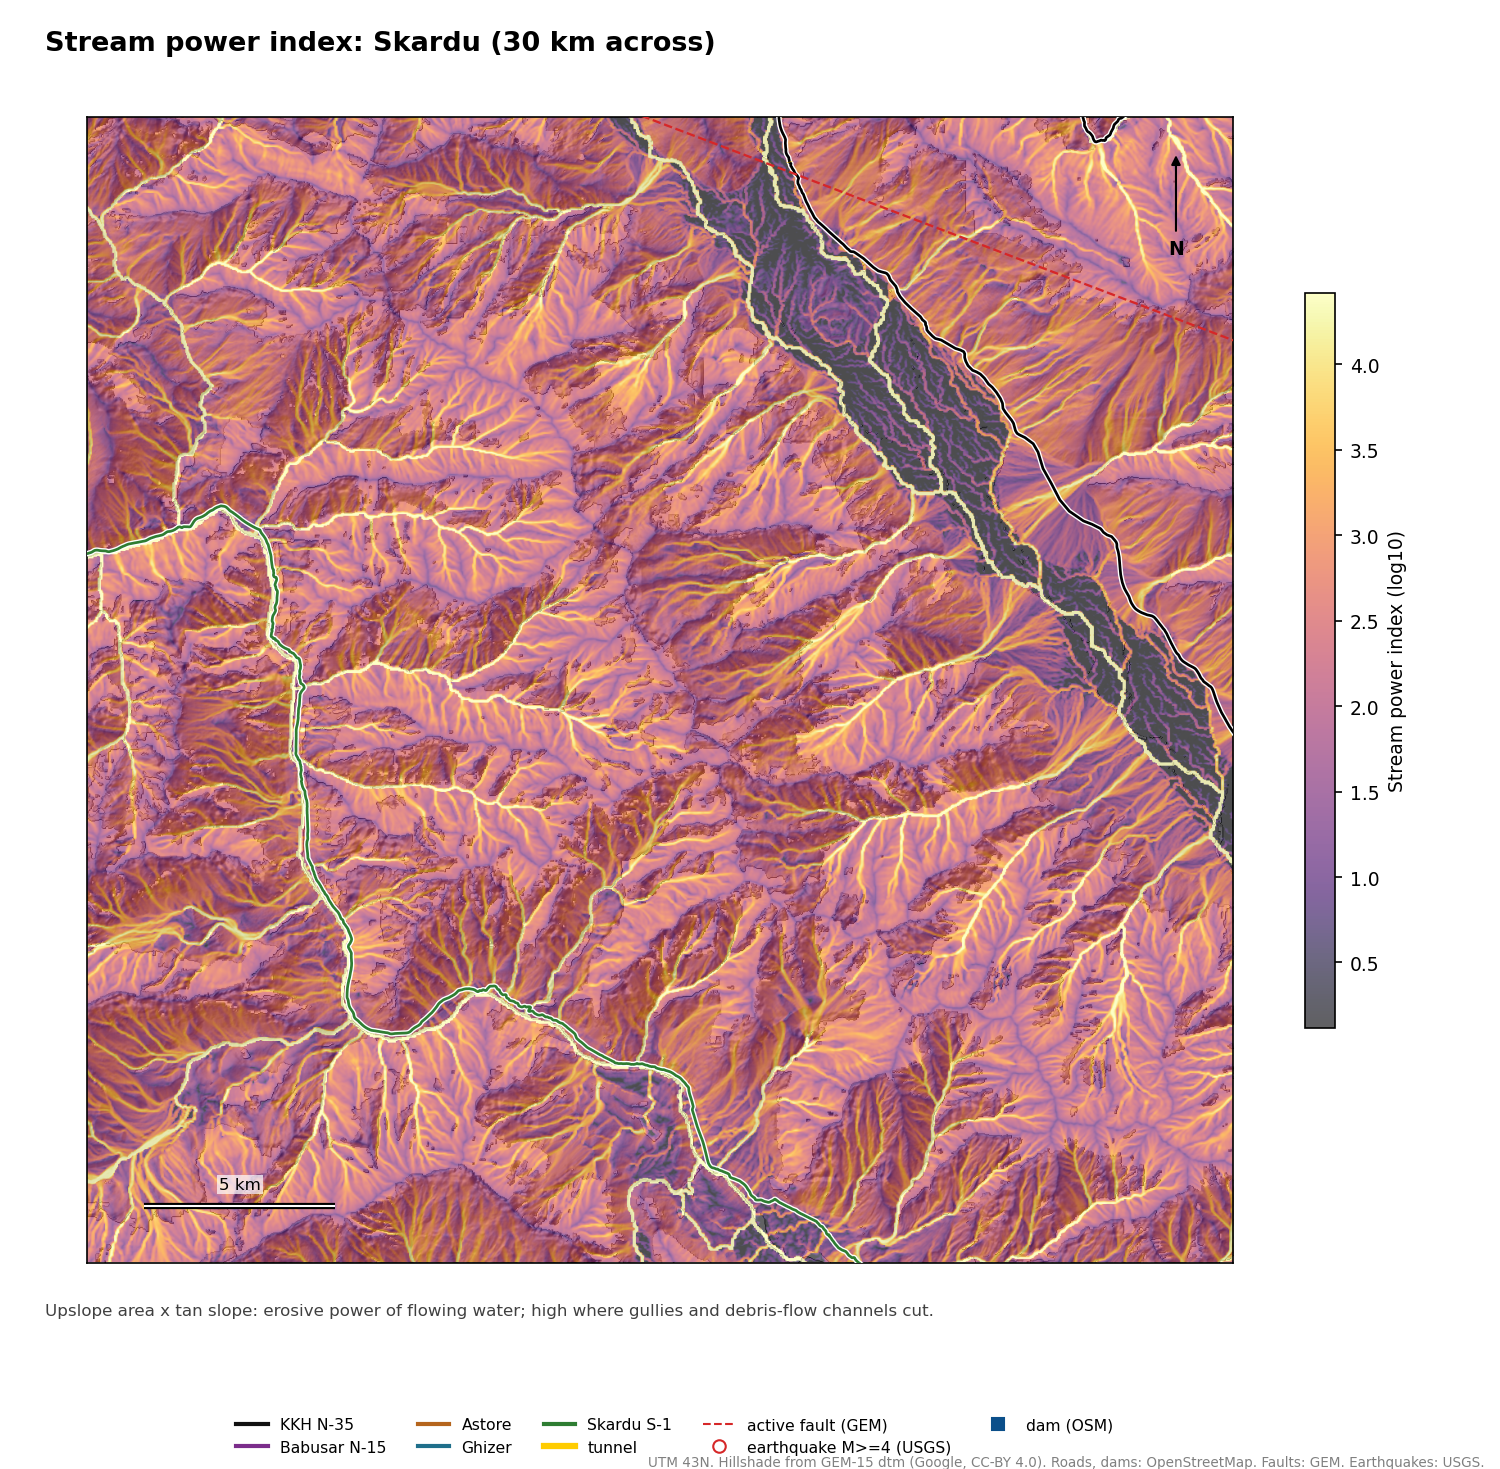 Stream power index: Skardu (30 km across)
N
4.0
3.5
3.0
2.5
2.0
1.5
1.0
0.5
Stream power index (log10)
5 km
Upslope area x tan slope: erosive power of flowing water; high where gullies and debris-flow channels cut.
KKH N-35
Babusar N-15
Astore
Ghizer
Skardu S-1
tunnel
active fault (GEM)
earthquake M>=4 (USGS)
dam (OSM)
UTM 43N. Hillshade from GEM-15 dtm (Google, CC-BY 4.0). Roads, dams: OpenStreetMap. Faults: GEM. Earthquakes: USGS.